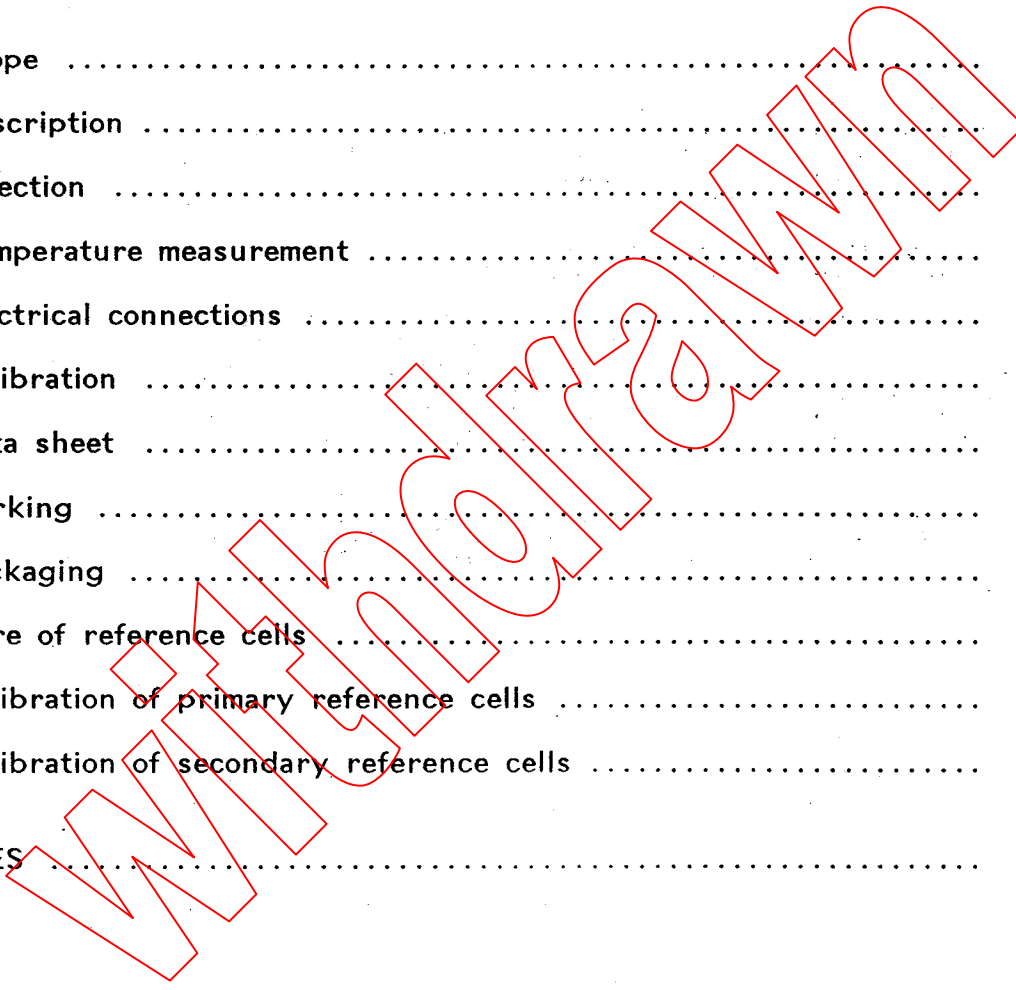 ope ........................................................
scription ........................................................
ection ........................................................
mperature measurement ........................................................
ctrical connections ........................................................
ibration ........................................................
ta sheet ........................................................
rking ........................................................
ckaging ........................................................
re of reference cells ........................................................
ibration of primary reference cells ...........................
ibration of secondary reference cells .........................
ES ........................................................
withdrawn